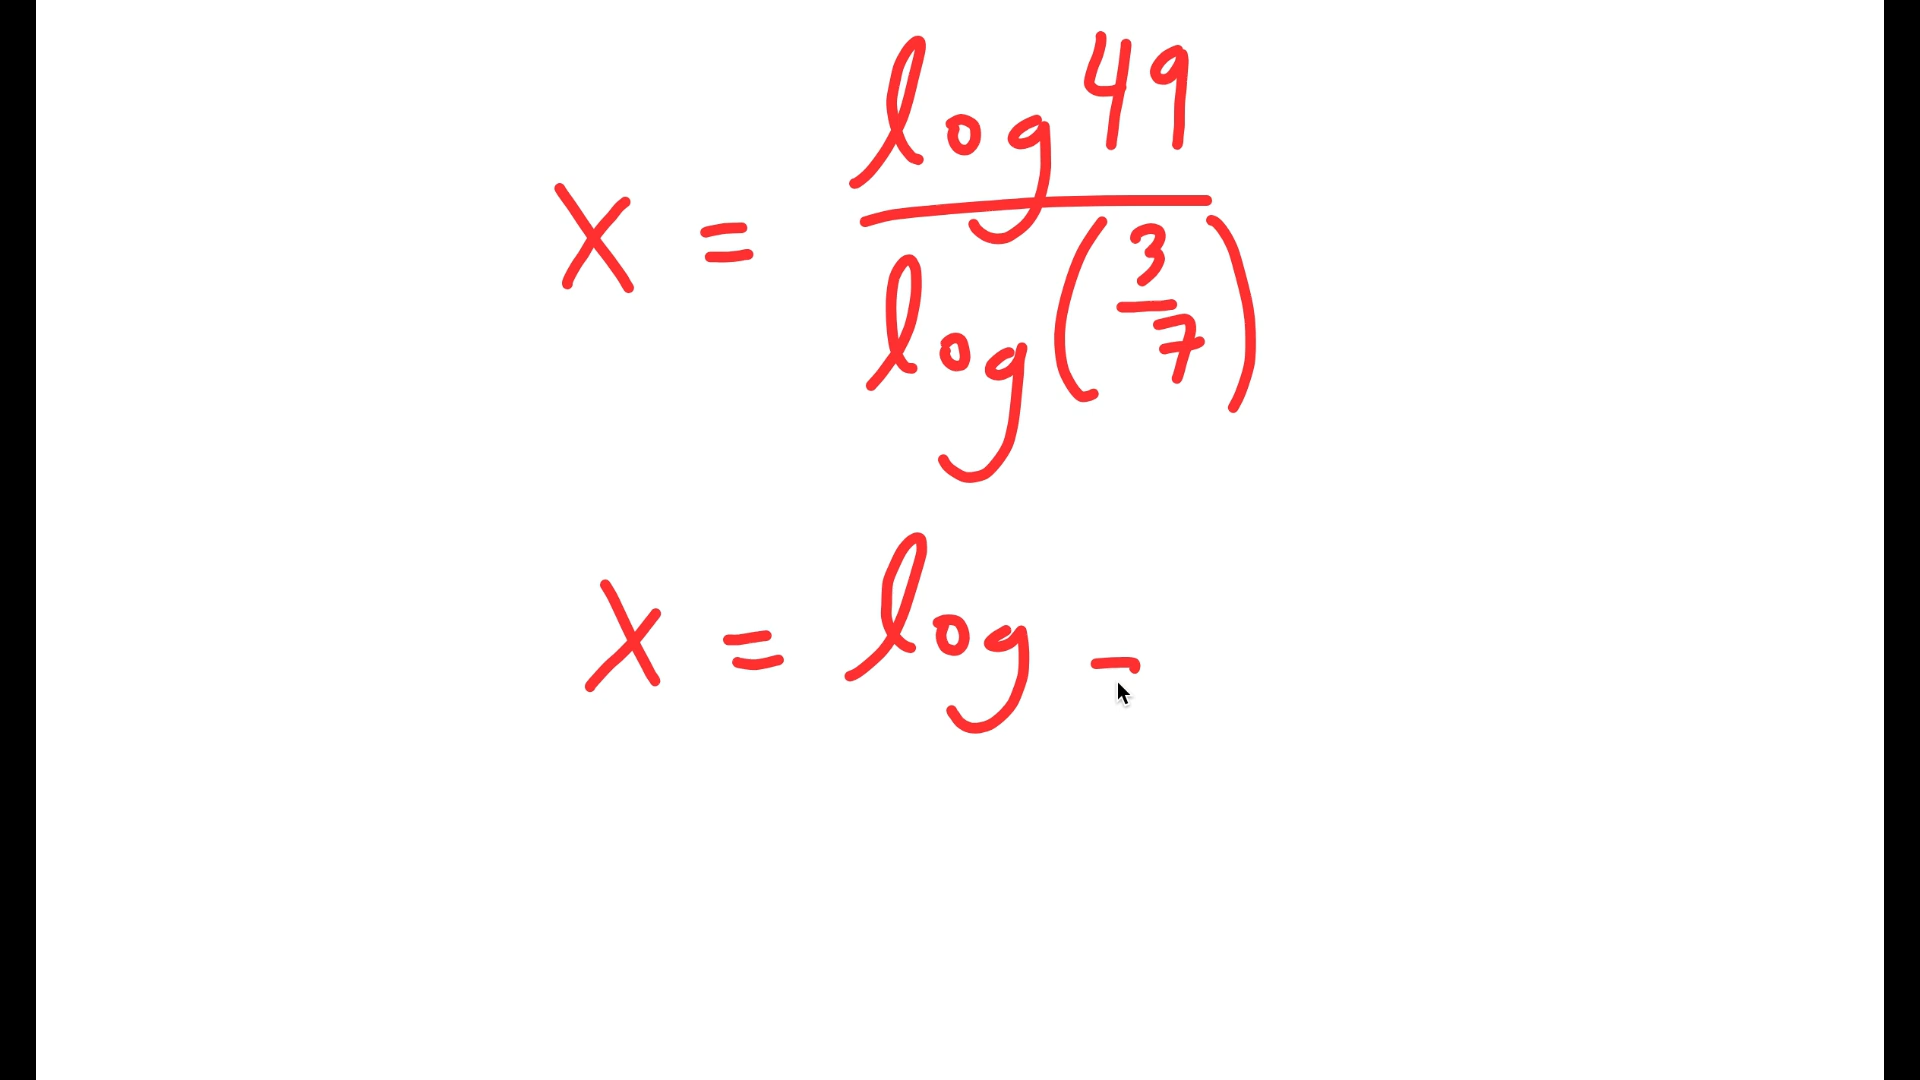 x = log 49 / log (3/7)
x = log -